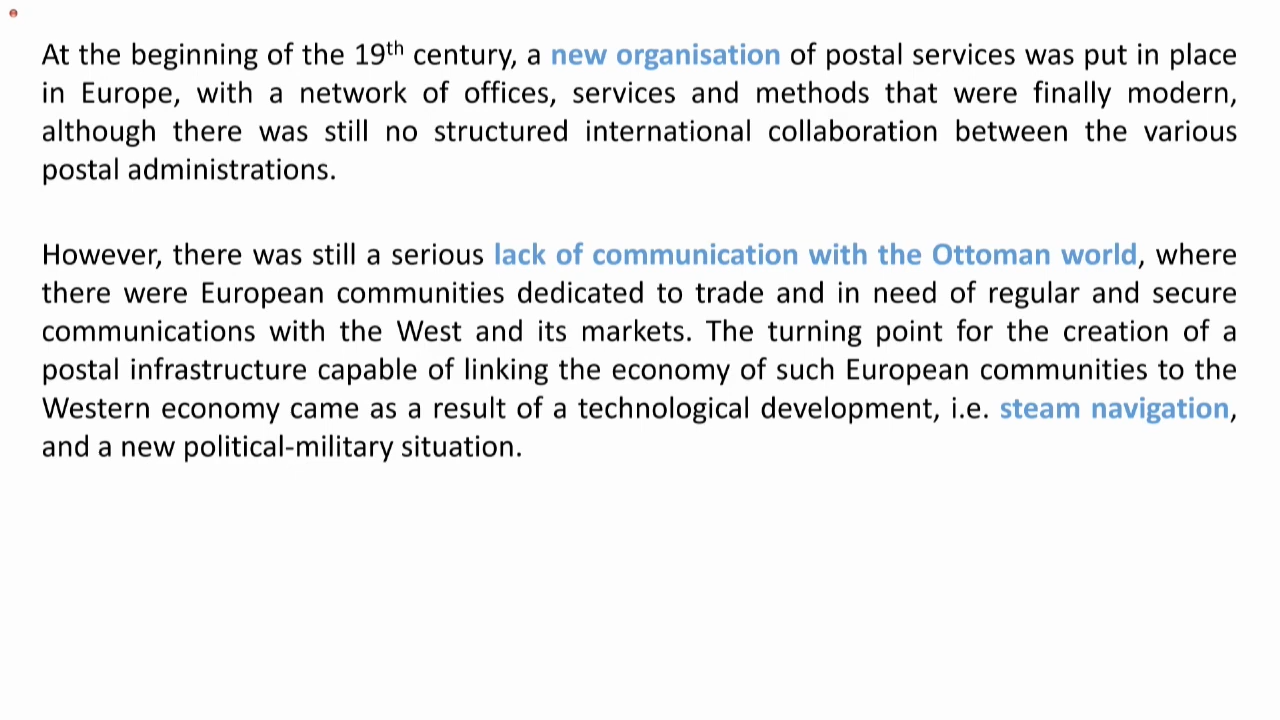 At the beginning of the 19th century, a new organisation of postal services was put in place
in Europe, with a network of offices, services and methods that were finally modern,
although there was still no structured international collaboration between the various
postal administrations.
However, there was still a serious lack of communication with the Ottoman world, where
there were European communities dedicated to trade and in need of regular and secure
communications with the West and its markets. The turning point for the creation of a
postal infrastructure capable of linking the economy of such European communities to the
Western economy came as a result of a technological development, i.e. steam navigation,
and a new political-military situation.